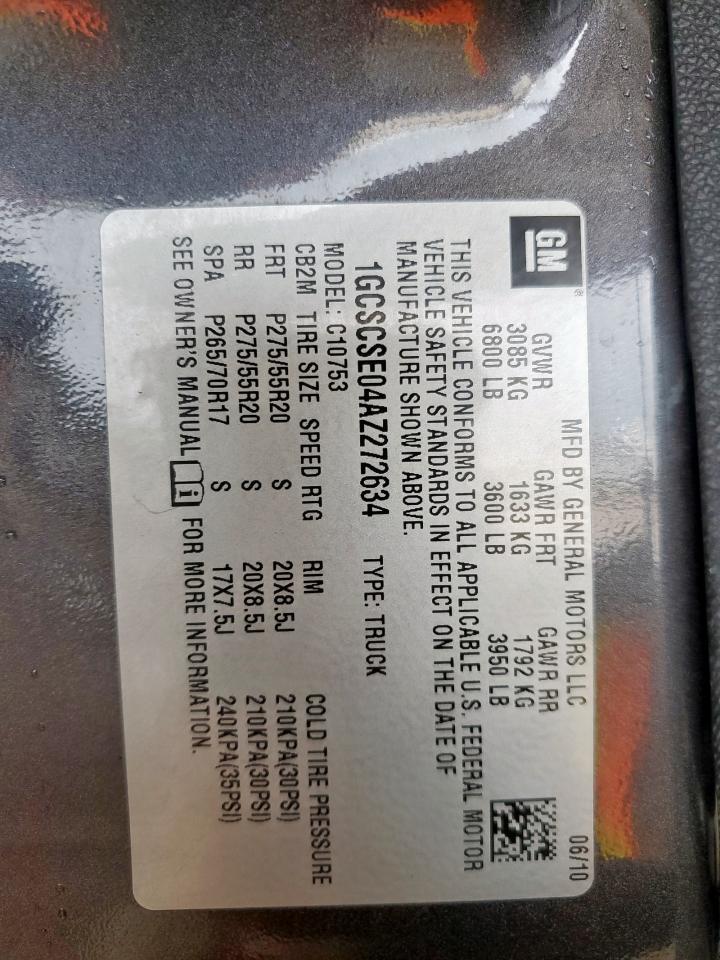 GM
MFD BY GENERAL MOTORS LLC 06/10
GVWR GAWR FRT GAWR RR
3085 KG 1633 KG 1792 KG
6800 LB 3600 LB 3950 LB
THIS VEHICLE CONFORMS TO ALL APPLICABLE U.S. FEDERAL MOTOR
VEHICLE SAFETY STANDARDS IN EFFECT ON THE DATE OF
MANUFACTURE SHOWN ABOVE.
1GCSCSE04AZ272634 TYPE: TRUCK
MODEL: C10753
CB2M TIRE SIZE SPEED RTG RIM COLD TIRE PRESSURE
FRT P275/55R20 S 20X8.5J 210KPA(30PSI)
RR P275/55R20 S 20X8.5J 210KPA(30PSI)
SPA P265/70R17 S 17X7.5J 240KPA(35PSI)
SEE OWNER'S MANUAL i FOR MORE INFORMATION.